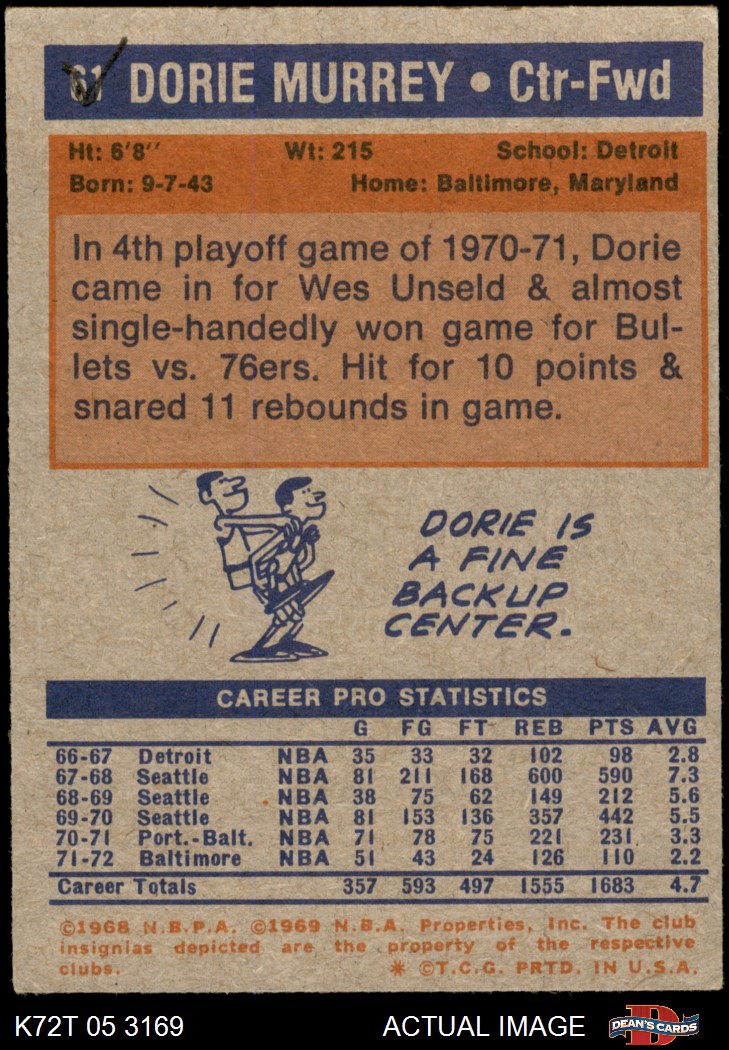 61 DORIE MURREY • Ctr-Fwd
Ht: 6'8'' Wt: 215 School: Detroit
Born: 9-7-43 Home: Baltimore, Maryland
In 4th playoff game of 1970-71, Dorie
came in for Wes Unseld & almost
single-handedly won game for Bul-
lets vs. 76ers. Hit for 10 points &
snared 11 rebounds in game.
DORIE IS
A FINE
BACKUP
CENTER.
CAREER PRO STATISTICS
G FG FT REB PTS AVG
66-67 Detroit NBA 35 33 32 102 98 2.8
67-68 Seattle NBA 81 211 168 600 590 7.3
68-69 Seattle NBA 38 75 62 149 212 5.6
69-70 Seattle NBA 81 153 136 357 442 5.5
70-71 Port.-Balt. NBA 71 78 75 221 231 3.3
71-72 Baltimore NBA 51 43 24 126 110 2.2
Career Totals 357 593 497 1555 1683 4.7
©1968 N.B.P.A. ©1969 N.B.A. Properties, Inc. The club
insignias depicted are the property of the respective
clubs. * ©T.C.G. PRTD. IN U.S.A.
K72T 05 3169 ACTUAL IMAGE D DEAN'S CARDS